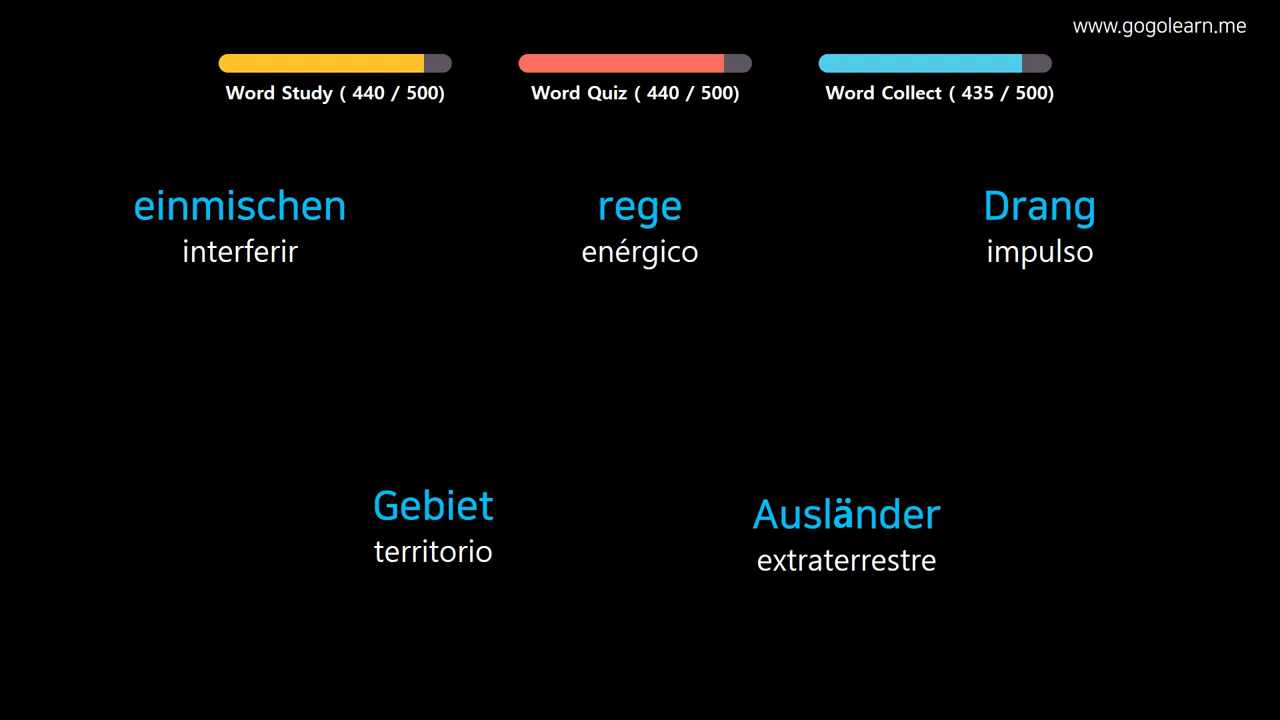 www.gogolearn.me
Word Study ( 440 / 500)
Word Quiz ( 440 / 500)
Word Collect ( 435 / 500)
einmischen
interferir
rege
enérgico
Drang
impulso
Gebiet
territorio
Ausländer
extraterrestre